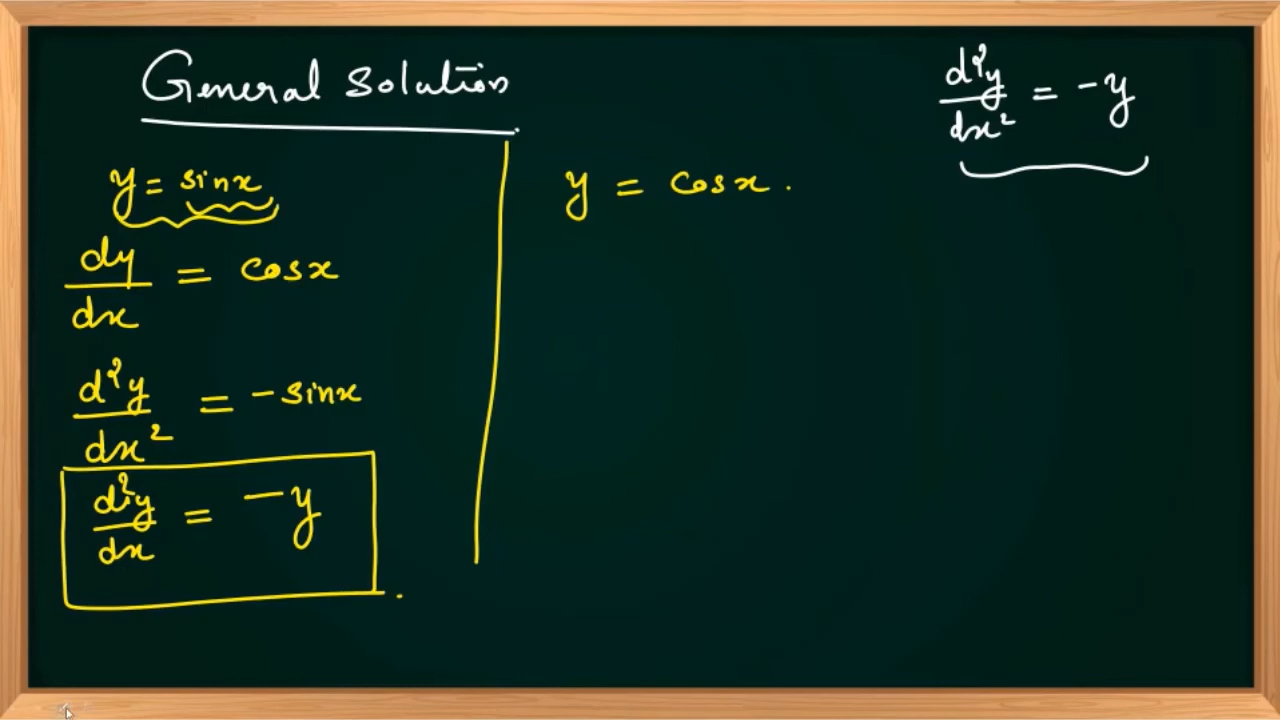 General Solution
d²y/dx² = -y
y = sinx
dy/dx = cosx
d²y/dx² = -sinx
d²y/dx = -y
y = cosx.